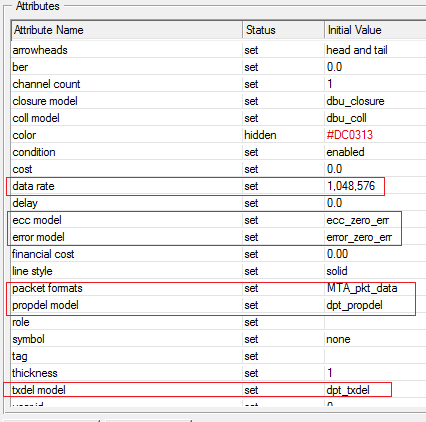 Attributes
Attribute Name Status Initial Value
arrowheads set head and tail
ber set 0.0
channel count set 1
closure model set dbu_closure
coll model set dbu_coll
color hidden #DC0313
condition set enabled
cost set 0.0
data rate set 1,048,576
delay set 0.0
ecc model set ecc_zero_err
error model set error_zero_err
financial cost set 0.00
line style set solid
packet formats set MTA_pkt_data
propdel model set dpt_propdel
role set
symbol set none
tag set
thickness set 1
txdel model set dpt_txdel